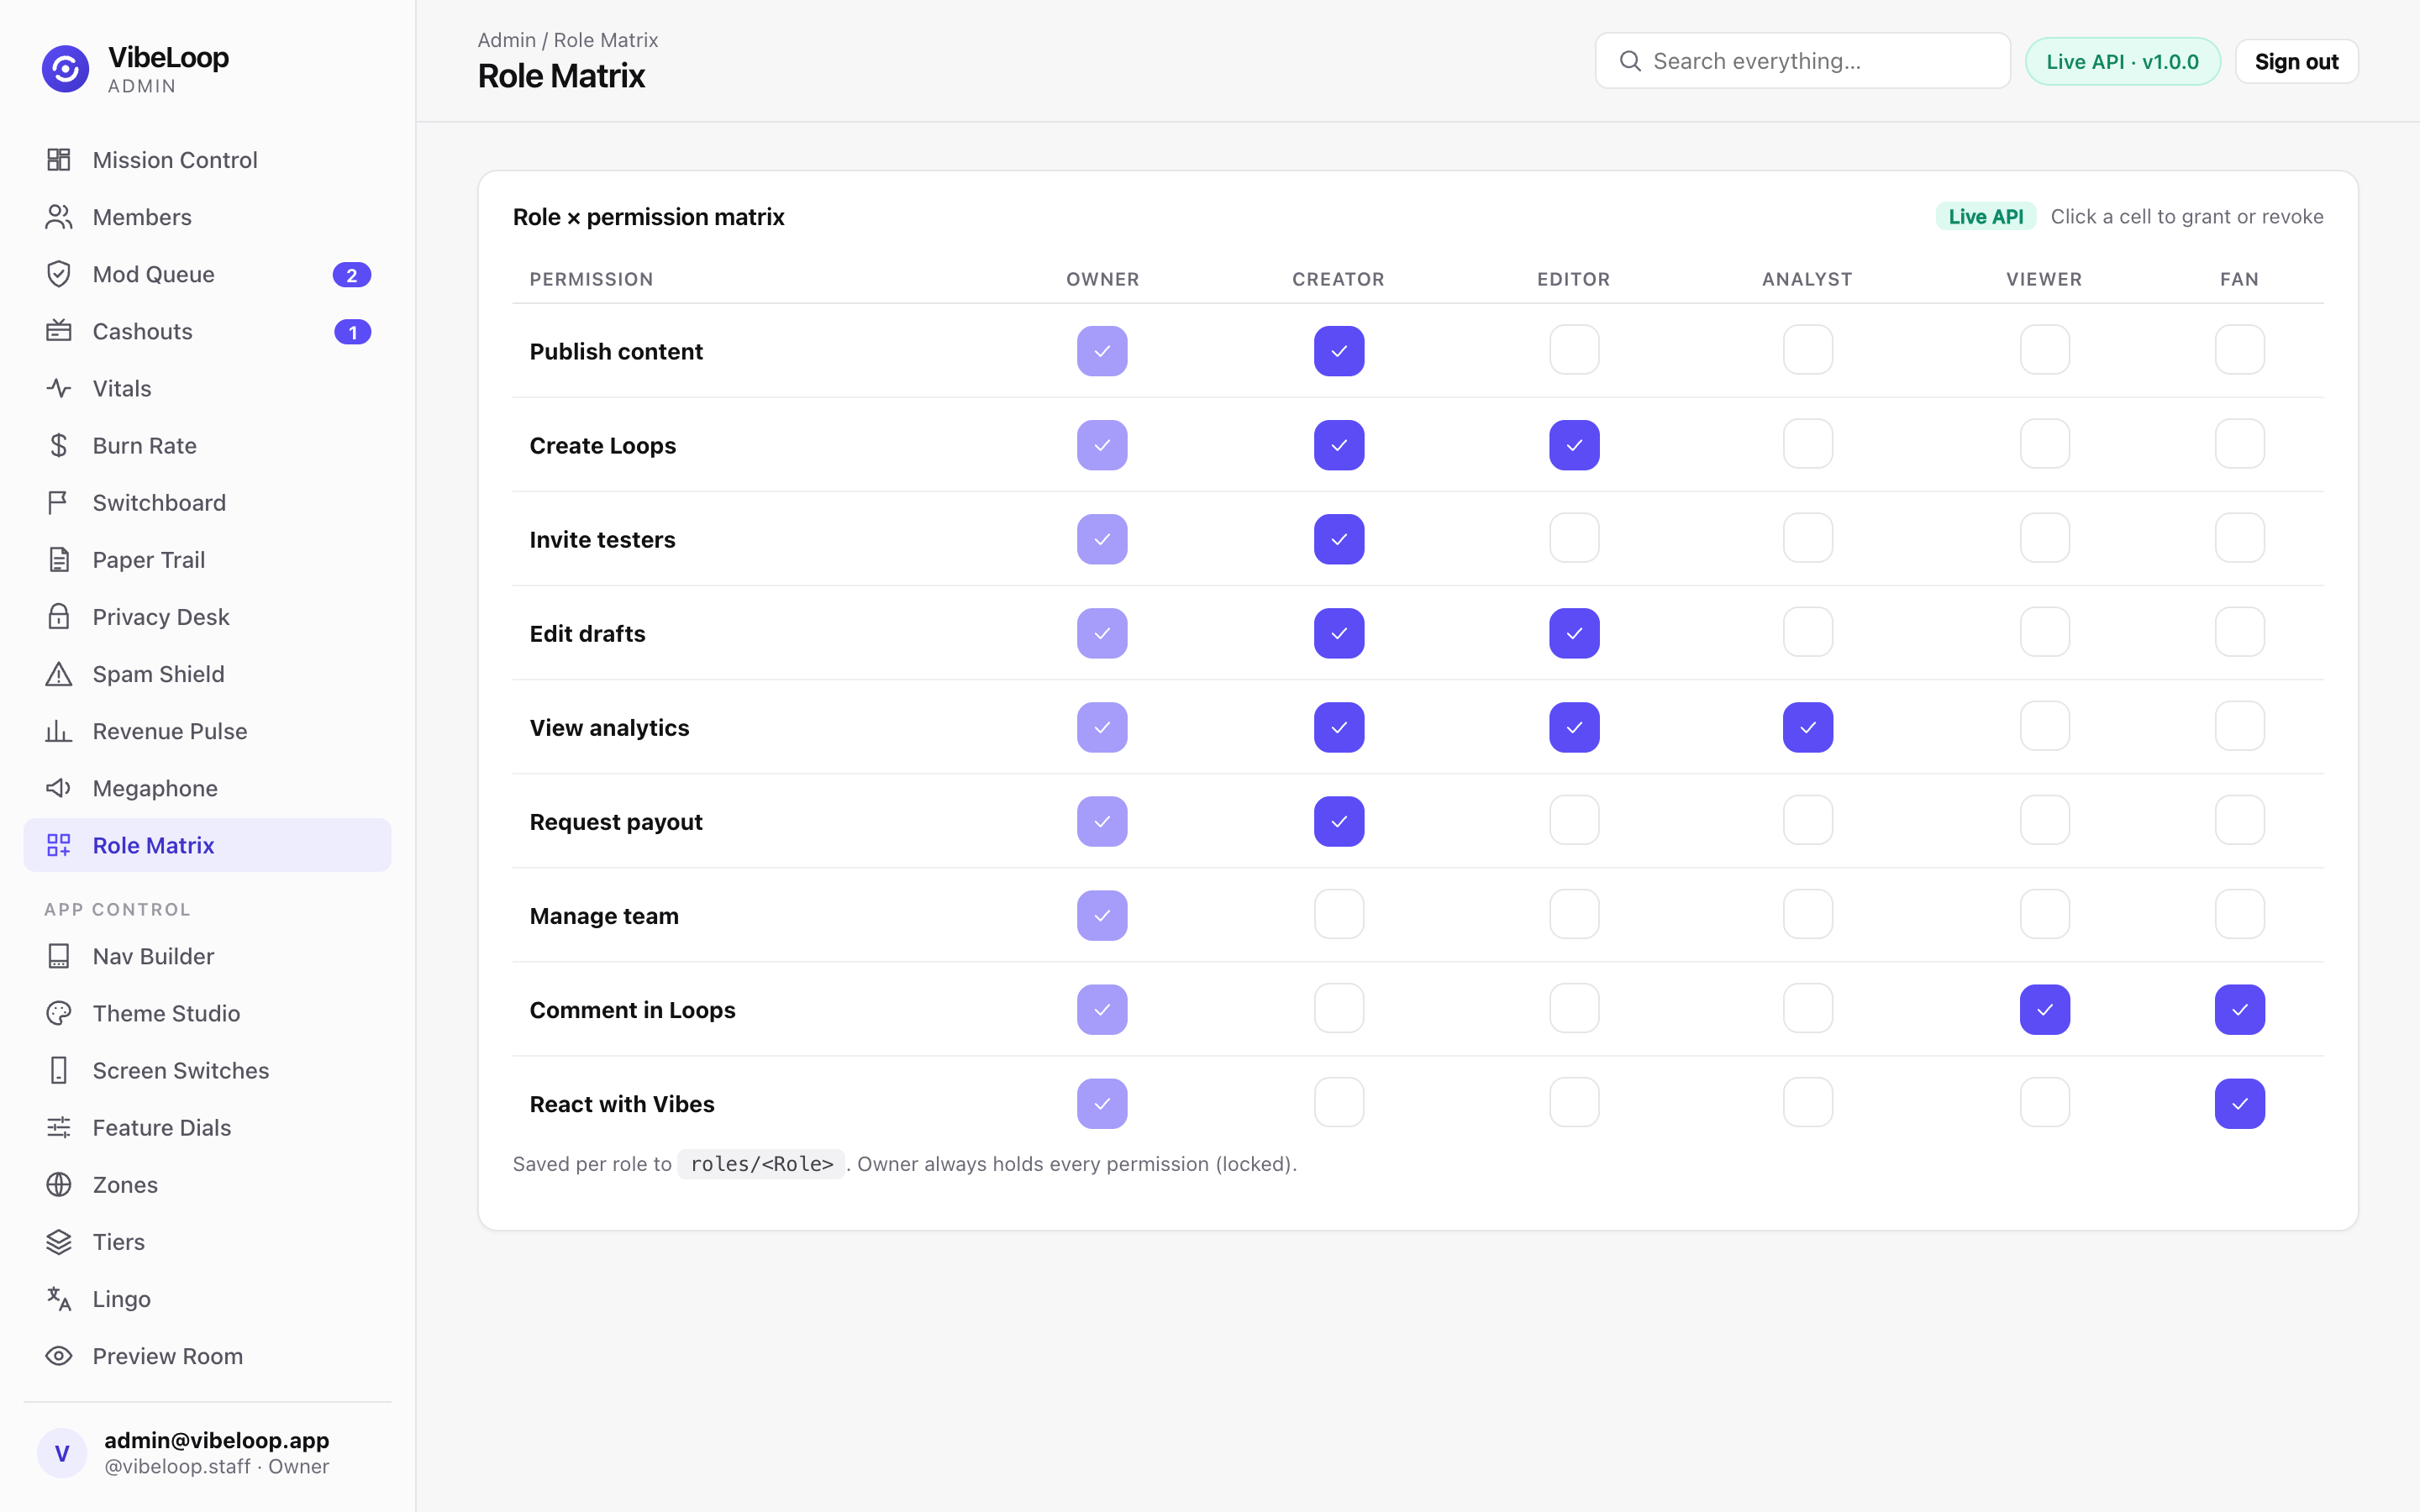 VibeLoop
ADMIN
Mission Control
Members
Mod Queue 2
Cashouts 1
Vitals
Burn Rate
Switchboard
Paper Trail
Privacy Desk
Spam Shield
Revenue Pulse
Megaphone
Role Matrix
APP CONTROL
Nav Builder
Theme Studio
Screen Switches
Feature Dials
Zones
Tiers
Lingo
Preview Room
V
admin@vibeloop.app
@vibeloop.staff · Owner
Admin / Role Matrix
Role Matrix
Search everything...
Live API · v1.0.0
Sign out
Role × permission matrix
Live API Click a cell to grant or revoke
PERMISSION OWNER CREATOR EDITOR ANALYST VIEWER FAN
Publish content
Create Loops
Invite testers
Edit drafts
View analytics
Request payout
Manage team
Comment in Loops
React with Vibes
Saved per role to roles/<Role>. Owner always holds every permission (locked).